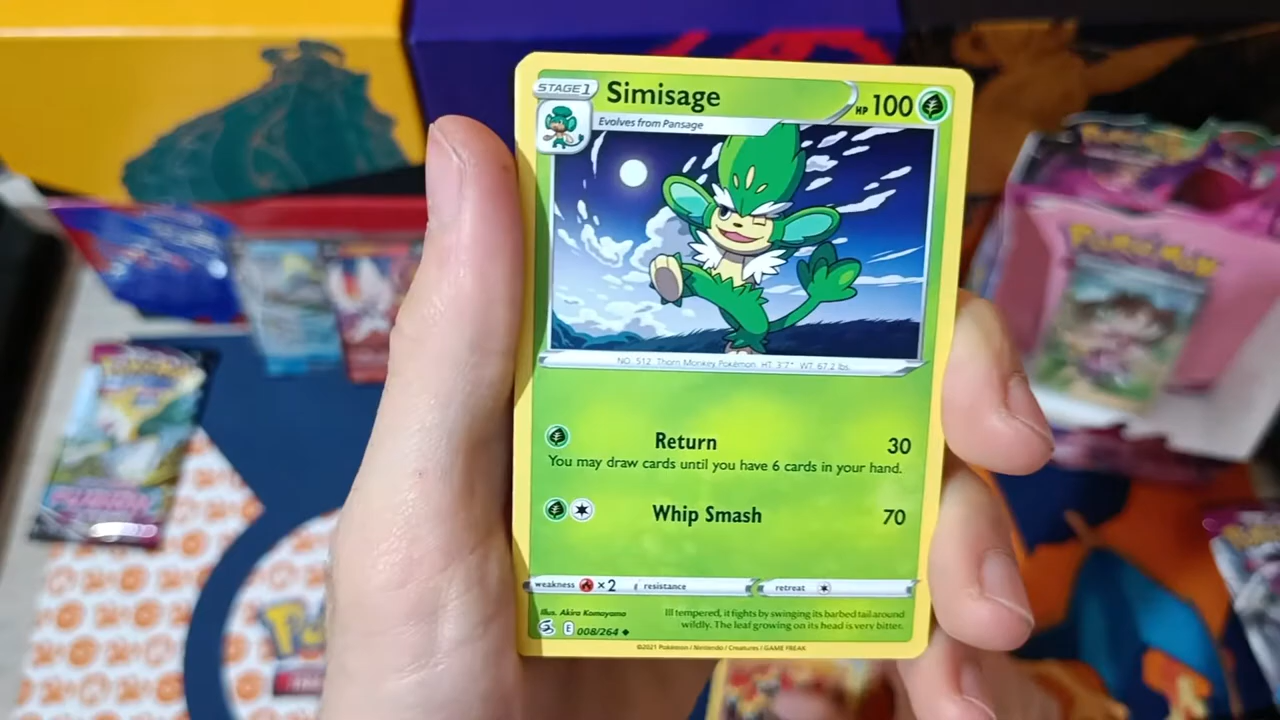 STAGE 1
Simisage
HP 100
Evolves from Pansage
NO. 512 Thorn Monkey Pokémon HT. 3'7" WT. 67.2 lbs.
Return 30
You may draw cards until you have 6 cards in your hand.
Whip Smash 70
weakness ×2 resistance retreat
Illus. Akira Komayama
Ill tempered, it fights by swinging its barbed tail around
wildly. The leaf growing on its head is very bitter.
E 008/264
©2021 Pokémon / Nintendo / Creatures / GAME FREAK
POKÉMON